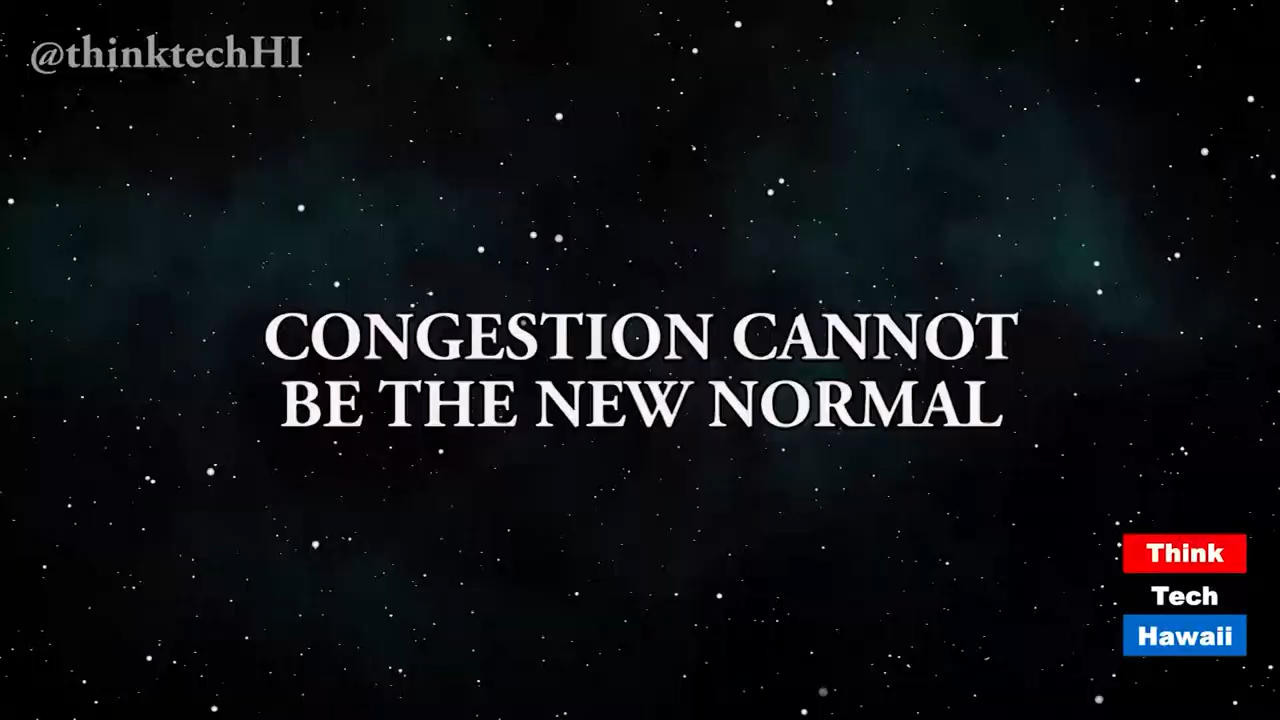 @thinktechHI
CONGESTION CANNOT
BE THE NEW NORMAL
Think
Tech
Hawaii